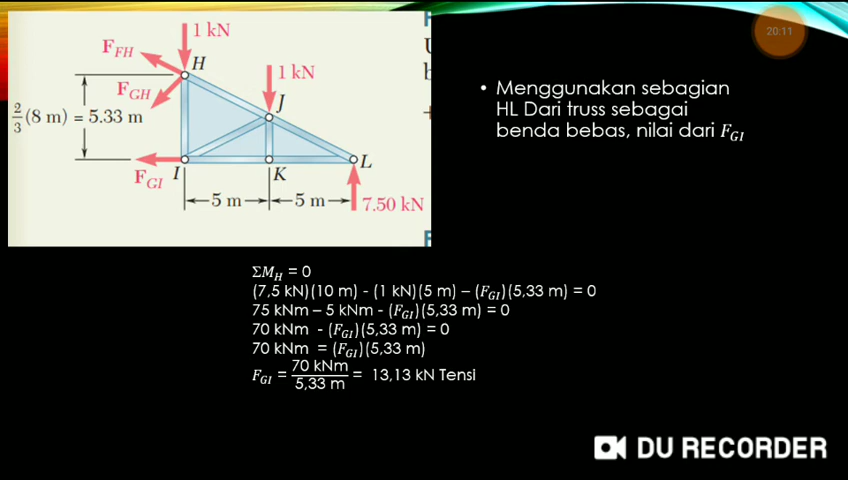 20:11
1 kN
F_FH
H
1 kN
F_GH
J
2/3 (8 m) = 5.33 m
F_GI
I
K
L
5 m
5 m
7.50 kN
• Menggunakan sebagian
HL Dari truss sebagai
benda bebas, nilai dari F_GI
ΣM_H = 0
(7,5 kN)(10 m) - (1 kN)(5 m) – (F_GI)(5,33 m) = 0
75 kNm – 5 kNm - (F_GI)(5,33 m) = 0
70 kNm - (F_GI)(5,33 m) = 0
70 kNm = (F_GI)(5,33 m)
F_GI = 70 kNm / 5,33 m = 13,13 kN Tensi
DU RECORDER